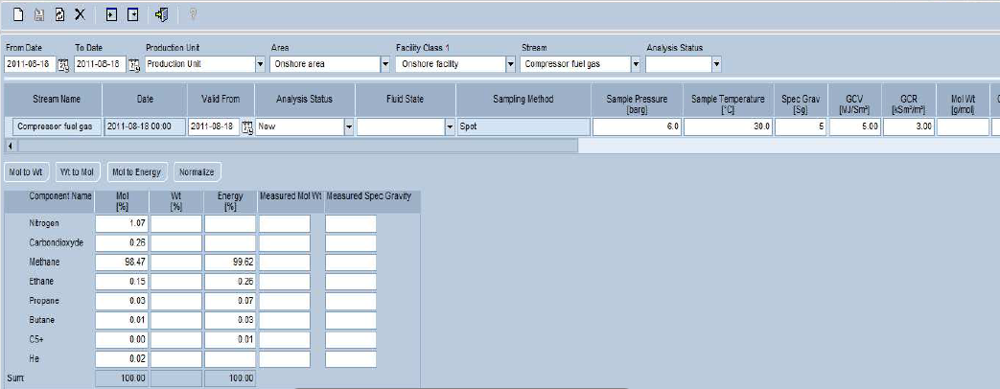 From Date To Date Production Unit Area Facility Class 1 Stream Analysis Status
2011-08-18 2011-08-18 Production Unit Onshore area Onshore facility Compressor fuel gas
Stream Name Date Valid From Analysis Status Fluid State Sampling Method Sample Pressure Sample Temperature Spec Grav GCV GCR Mol Wt
[barg] [°C] [Sg] [MJ/Sm³] [kSm³/m³] [g/mol]
Compressor fuel gas 2011-08-18 00:00 2011-08-18 New Spot 6.0 30.0 5 5.00 3.00
Mol to Wt Wt to Mol Mol to Energy Normalize
Component Name Mol Wt Energy Measured Mol Wt Measured Spec Gravity
[%] [%] [%]
Nitrogen 1.07
Carbondioxyde 0.26
Methane 98.47 99.62
Ethane 0.15 0.26
Propane 0.03 0.07
Butane 0.01 0.03
C5+ 0.00 0.01
He 0.02
Sum: 100.00 100.00